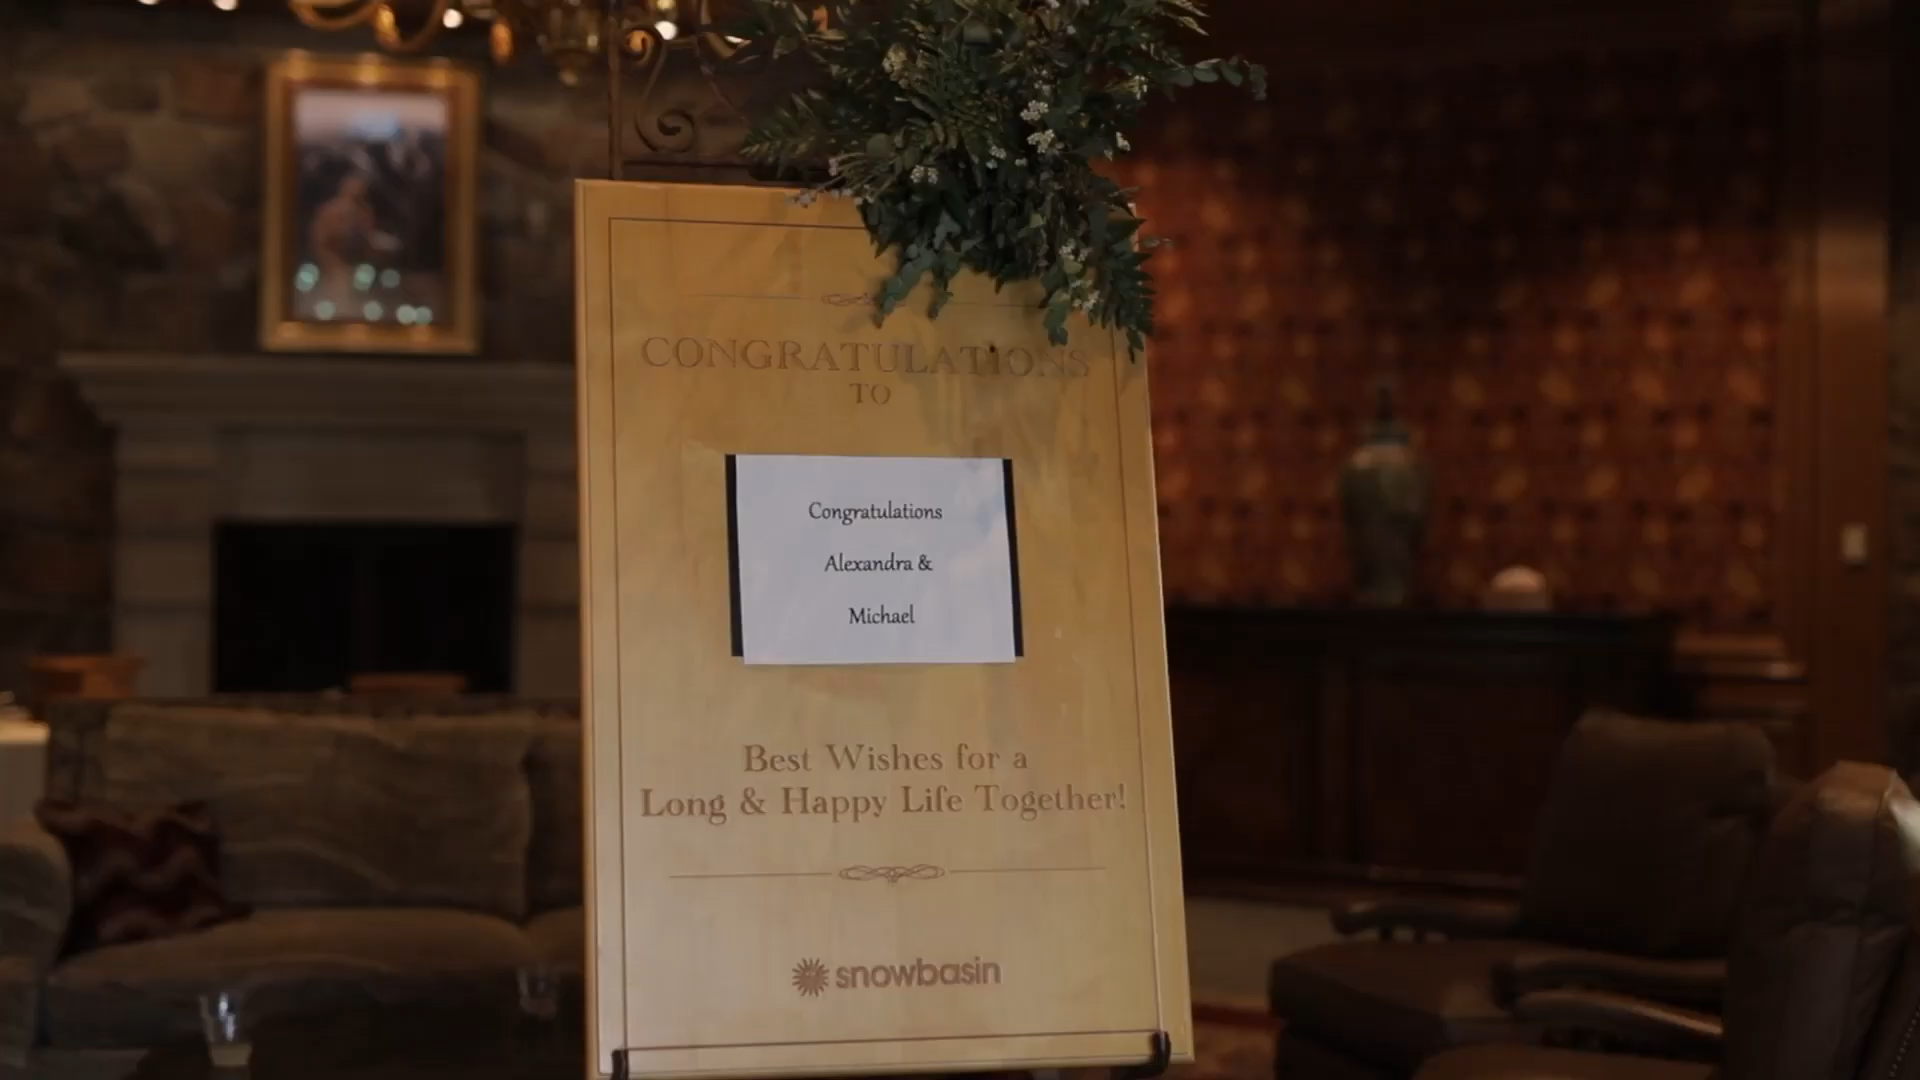 CONGRATULATIONS
TO
Congratulations
Alexandra &
Michael
Best Wishes for a
Long & Happy Life Together!
snowbasin